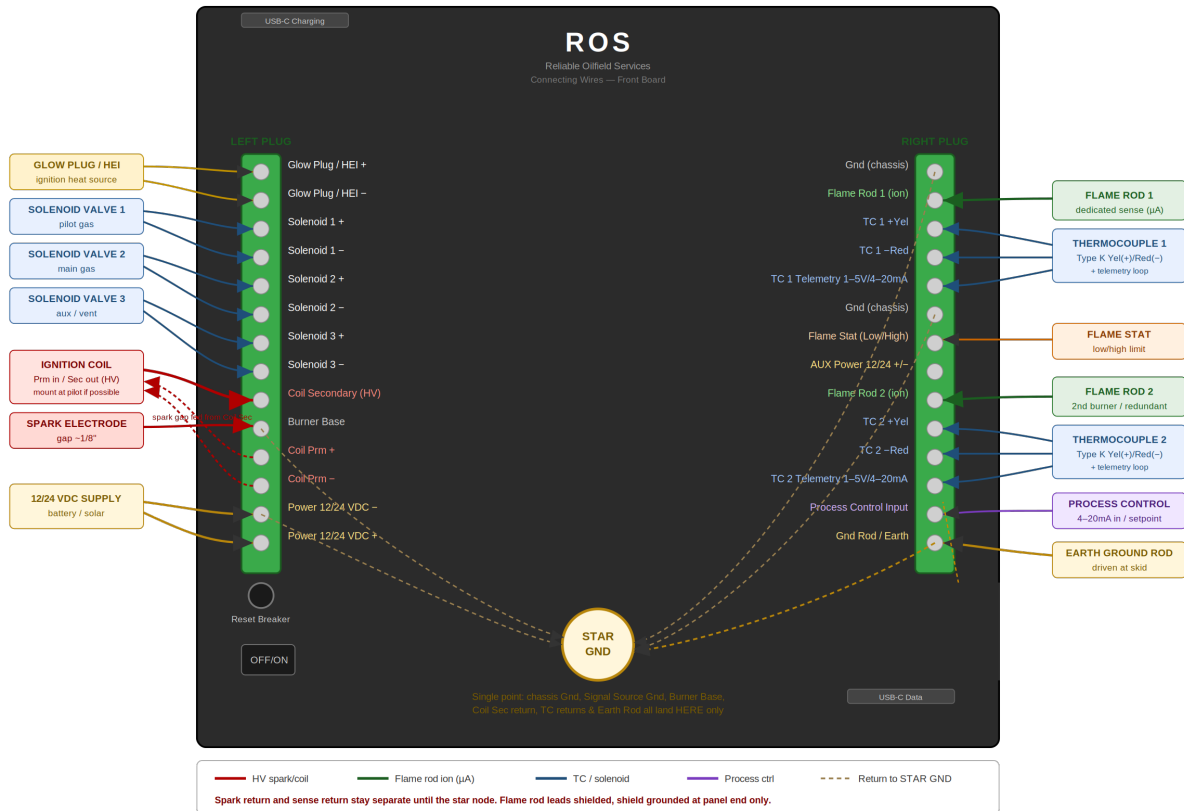 USB-C Charging
ROS
Reliable Oilfield Services
Connecting Wires — Front Board
LEFT PLUG
RIGHT PLUG
GLOW PLUG / HEI
ignition heat source
SOLENOID VALVE 1
pilot gas
SOLENOID VALVE 2
main gas
SOLENOID VALVE 3
aux / vent
IGNITION COIL
Prm in / Sec out (HV)
mount at pilot if possible
spark gap
SPARK ELECTRODE
gap ~1/8"
12/24 VDC SUPPLY
battery / solar
Glow Plug / HEI +
Glow Plug / HEI −
Solenoid 1 +
Solenoid 1 −
Solenoid 2 +
Solenoid 2 −
Solenoid 3 +
Solenoid 3 −
Coil Secondary (HV)
Burner Base
Coil Prm +
Coil Prm −
Power 12/24 VDC −
Power 12/24 VDC +
Gnd (chassis)
Flame Rod 1 (ion)
TC 1 +Yel
TC 1 −Red
TC 1 Telemetry 1–5V/4–20mA
Gnd (chassis)
Flame Stat (Low/High)
AUX Power 12/24 +/−
Flame Rod 2 (ion)
TC 2 +Yel
TC 2 −Red
TC 2 Telemetry 1–5V/4–20mA
Process Control Input
Gnd Rod / Earth
FLAME ROD 1
dedicated sense (µA)
THERMOCOUPLE 1
Type K Yel(+)/Red(−)
+ telemetry loop
FLAME STAT
low/high limit
FLAME ROD 2
2nd burner / redundant
THERMOCOUPLE 2
Type K Yel(+)/Red(−)
+ telemetry loop
PROCESS CONTROL
4–20mA in / setpoint
EARTH GROUND ROD
driven at skid
Reset Breaker
OFF/ON
STAR
GND
Single point: chassis Gnd, Signal Source Gnd, Burner Base,
Coil Sec return, TC returns & Earth Rod all land HERE only
USB-C Data
HV spark/coil
Flame rod ion (µA)
TC / solenoid
Process ctrl
Return to STAR GND
Spark return and sense return stay separate until the star node. Flame rod leads shielded, shield grounded at panel end only.